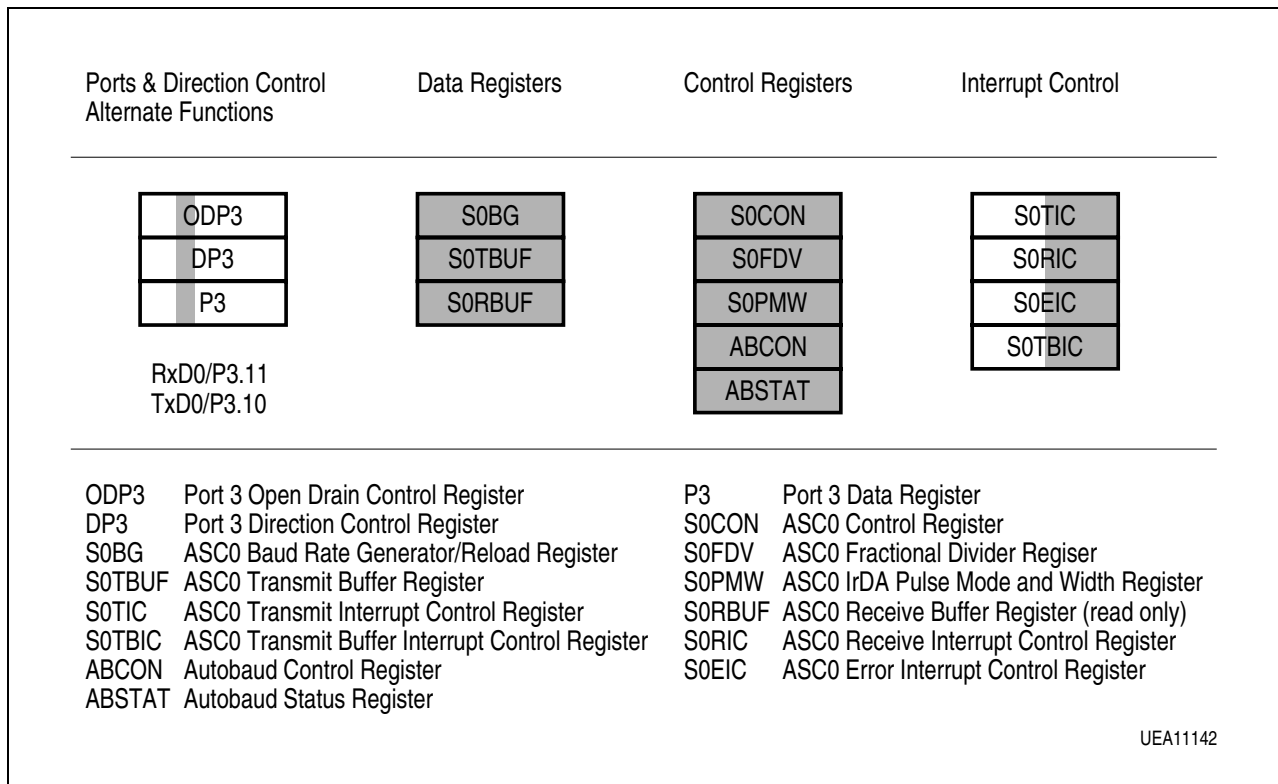 Ports & Direction Control
Alternate Functions
Data Registers
Control Registers
Interrupt Control
ODP3
DP3
P3
RxD0/P3.11
TxD0/P3.10
S0BG
S0TBUF
S0RBUF
S0CON
S0FDV
S0PMW
ABCON
ABSTAT
S0TIC
S0RIC
S0EIC
S0TBIC
ODP3 Port 3 Open Drain Control Register
DP3 Port 3 Direction Control Register
S0BG ASC0 Baud Rate Generator/Reload Register
S0TBUF ASC0 Transmit Buffer Register
S0TIC ASC0 Transmit Interrupt Control Register
S0TBIC ASC0 Transmit Buffer Interrupt Control Register
ABCON Autobaud Control Register
ABSTAT Autobaud Status Register
P3 Port 3 Data Register
S0CON ASC0 Control Register
S0FDV ASC0 Fractional Divider Regiser
S0PMW ASC0 IrDA Pulse Mode and Width Register
S0RBUF ASC0 Receive Buffer Register (read only)
S0RIC ASC0 Receive Interrupt Control Register
S0EIC ASC0 Error Interrupt Control Register
UEA11142